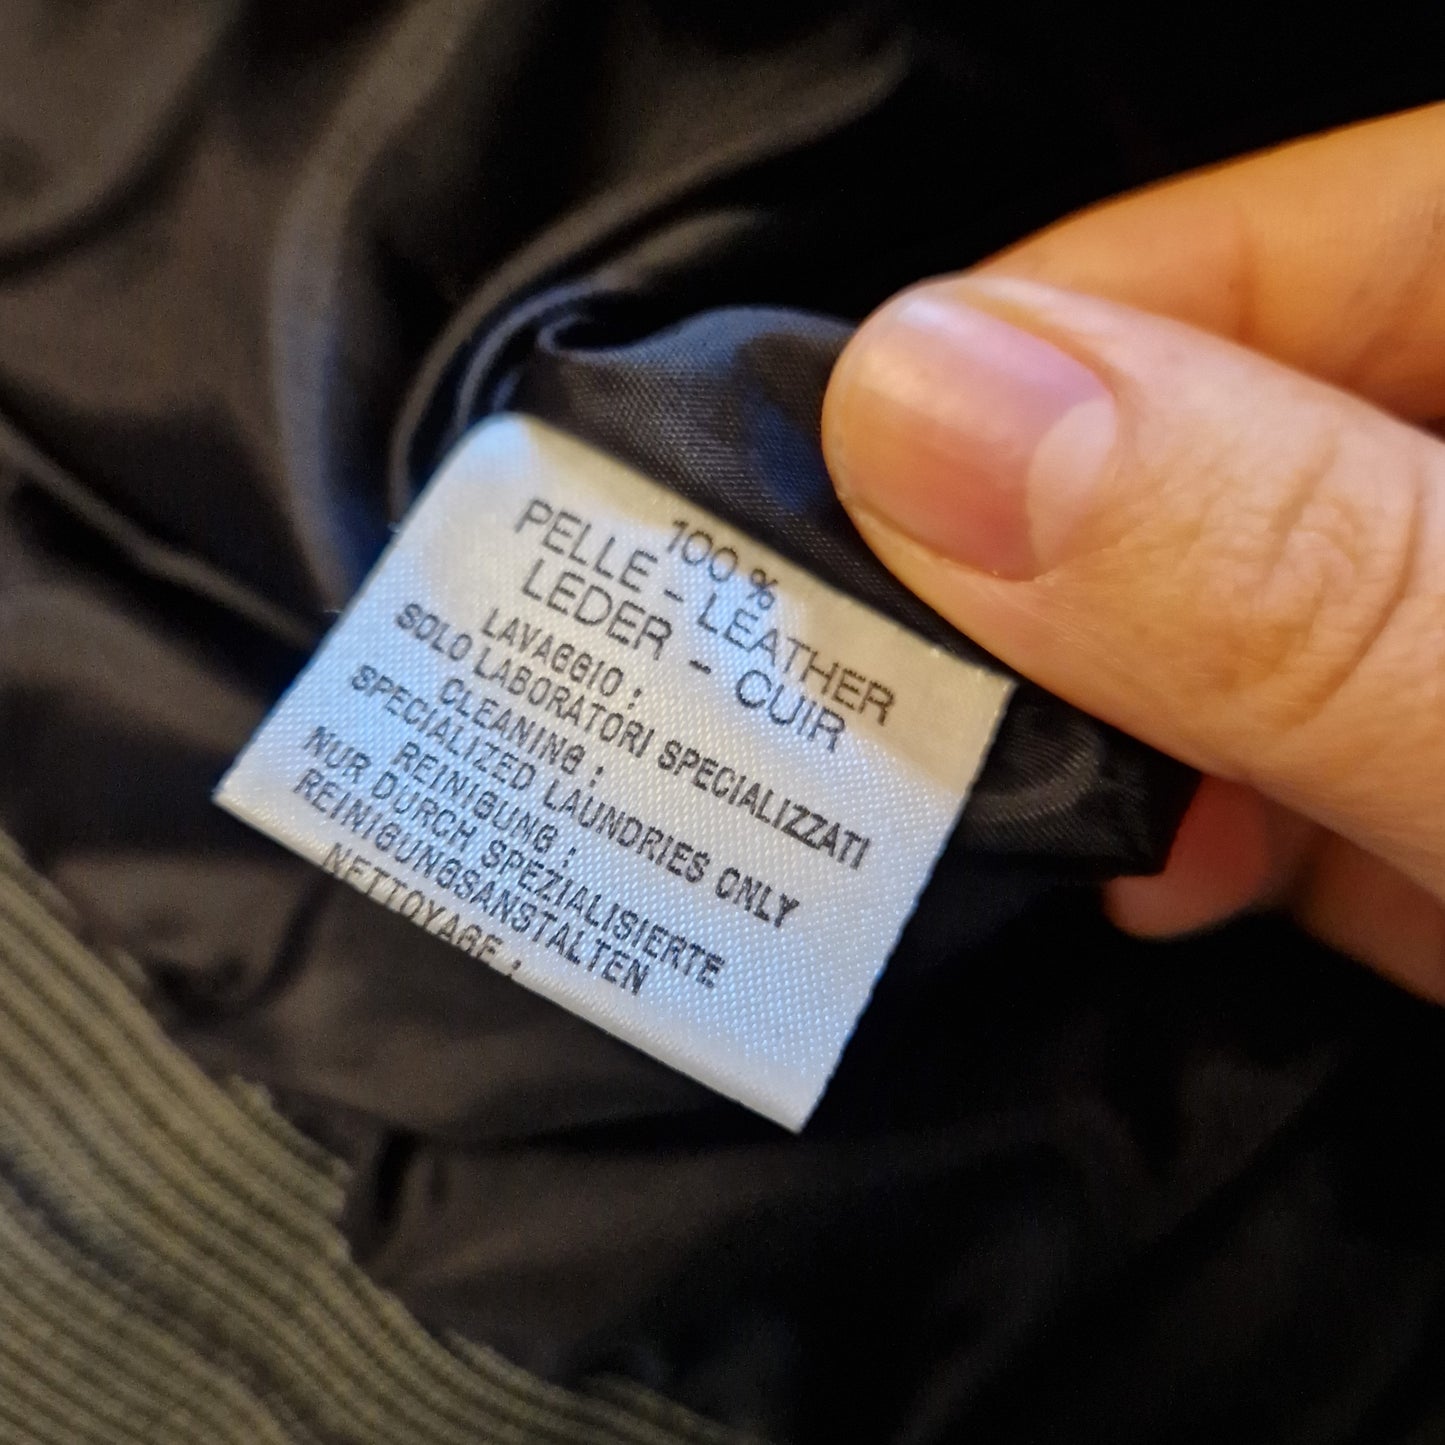 100 %
PELLE - LEATHER
LEDER - CUIR
LAVAGGIO :
SOLO LABORATORI SPECIALIZZATI
CLEANING :
SPECIALIZED LAUNDRIES ONLY
REINIGUNG :
NUR DURCH SPEZIALISIERTE
REINIGUNGSANSTALTEN
NETTOYAGE :